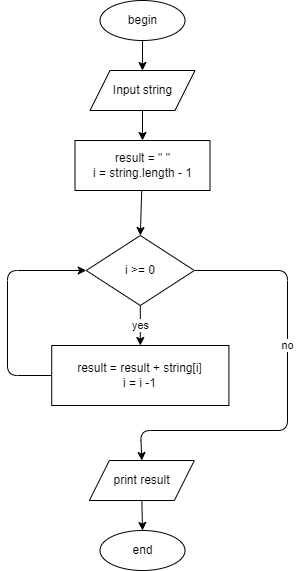 begin
Input string
result = " "
i = string.length - 1
i >= 0
yes
no
result = result + string[i]
i = i -1
print result
end